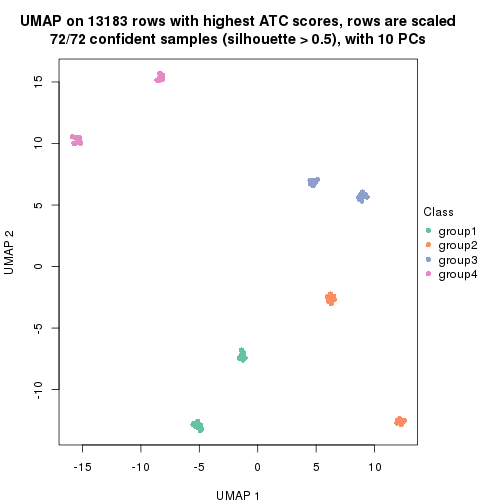 UMAP on 13183 rows with highest ATC scores, rows are scaled
72/72 confident samples (silhouette > 0.5), with 10 PCs
15
10
5
0
-5
-10
UMAP 2
-15
-10
-5
0
5
10
UMAP 1
Class
group1
group2
group3
group4